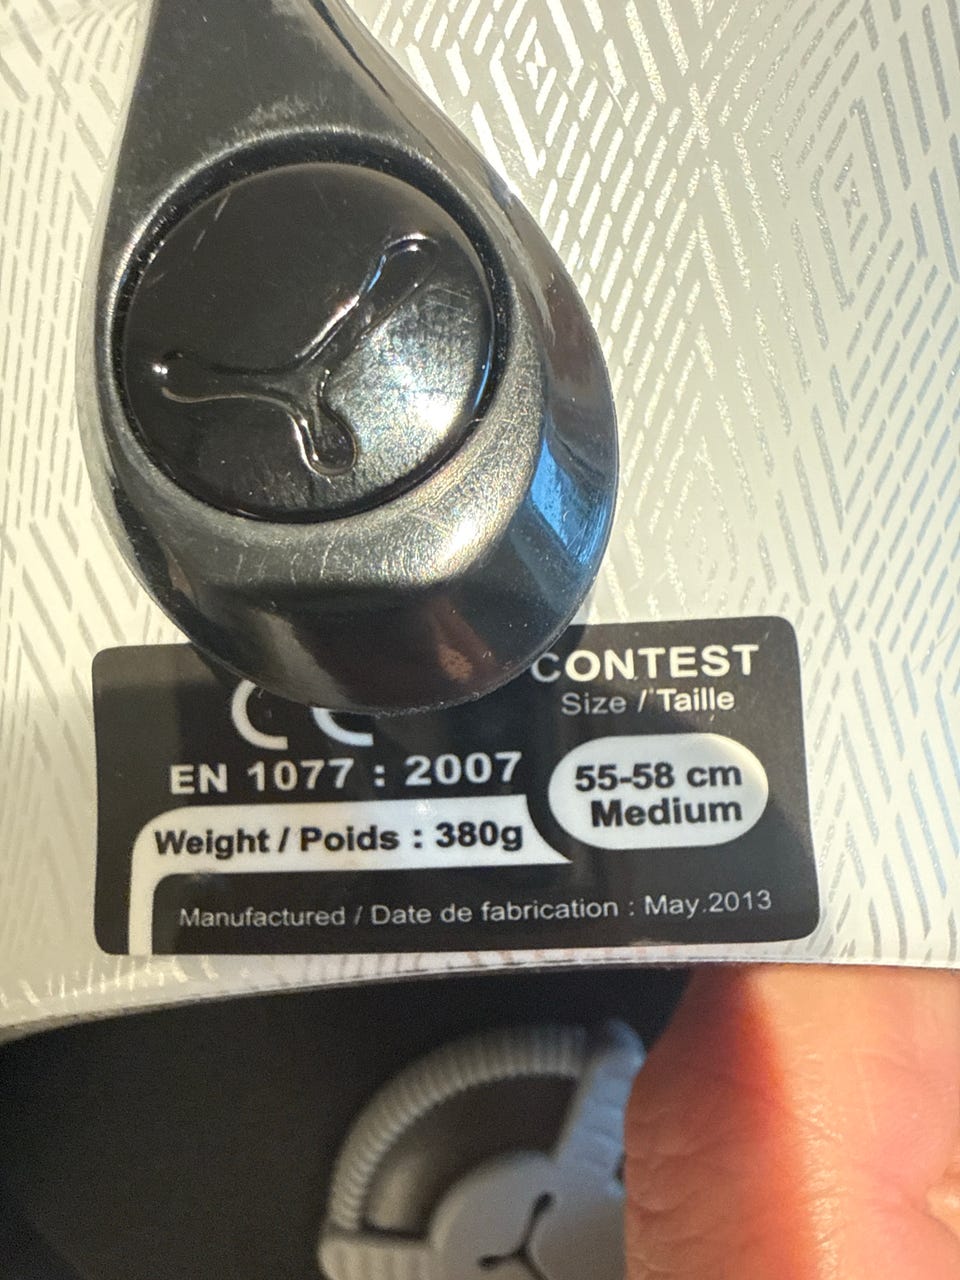 CONTEST
Size / Taille
CE
EN 1077 : 2007
55-58 cm
Medium
Weight / Poids : 380g
Manufactured / Date de fabrication : May.2013